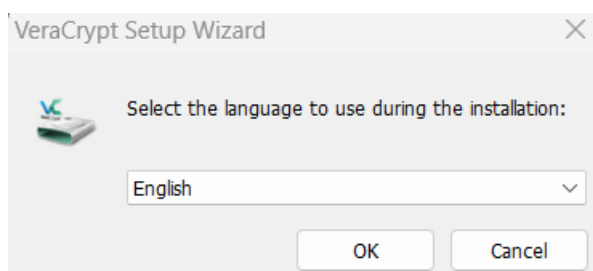 VeraCrypt Setup Wizard
Select the language to use during the installation:
English
OK Cancel